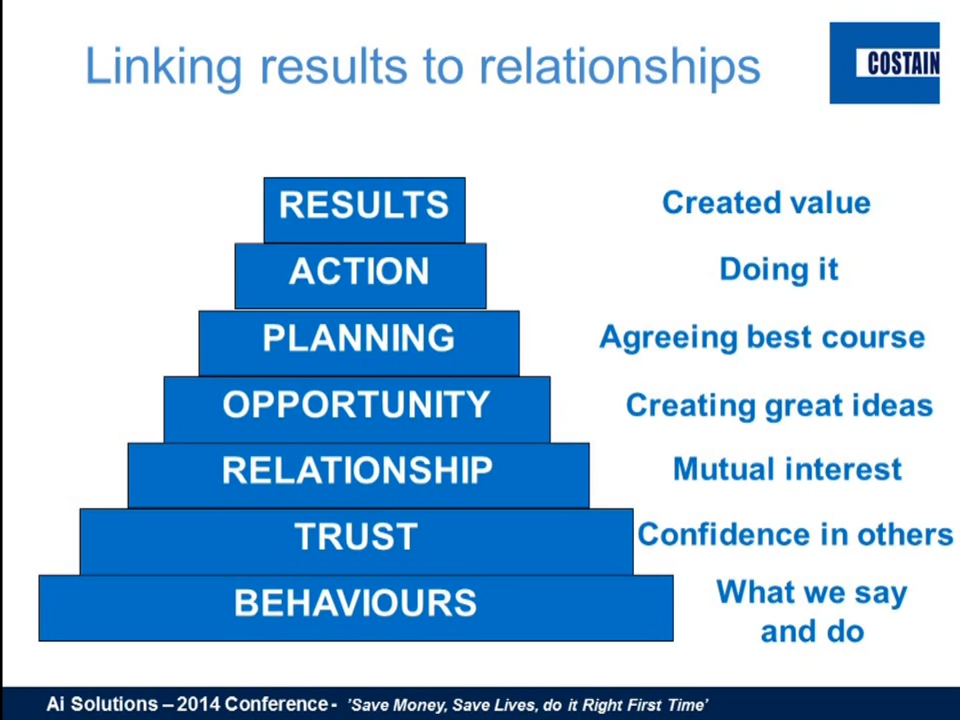 Linking results to relationships
COSTAIN
RESULTS
Created value
ACTION
Doing it
PLANNING
Agreeing best course
OPPORTUNITY
Creating great ideas
RELATIONSHIP
Mutual interest
TRUST
Confidence in others
BEHAVIOURS
What we say
and do
Ai Solutions – 2014 Conference - 'Save Money, Save Lives, do it Right First Time'